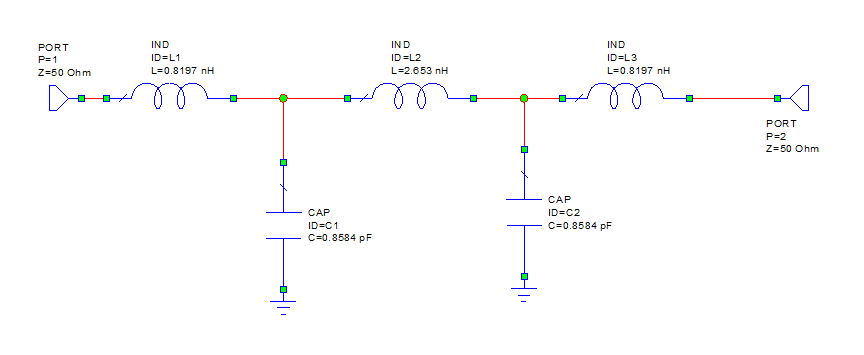 PORT
P=1
Z=50 Ohm
IND
ID=L1
L=0.8197 nH
IND
ID=L2
L=2.653 nH
IND
ID=L3
L=0.8197 nH
PORT
P=2
Z=50 Ohm
CAP
ID=C1
C=0.8584 pF
CAP
ID=C2
C=0.8584 pF